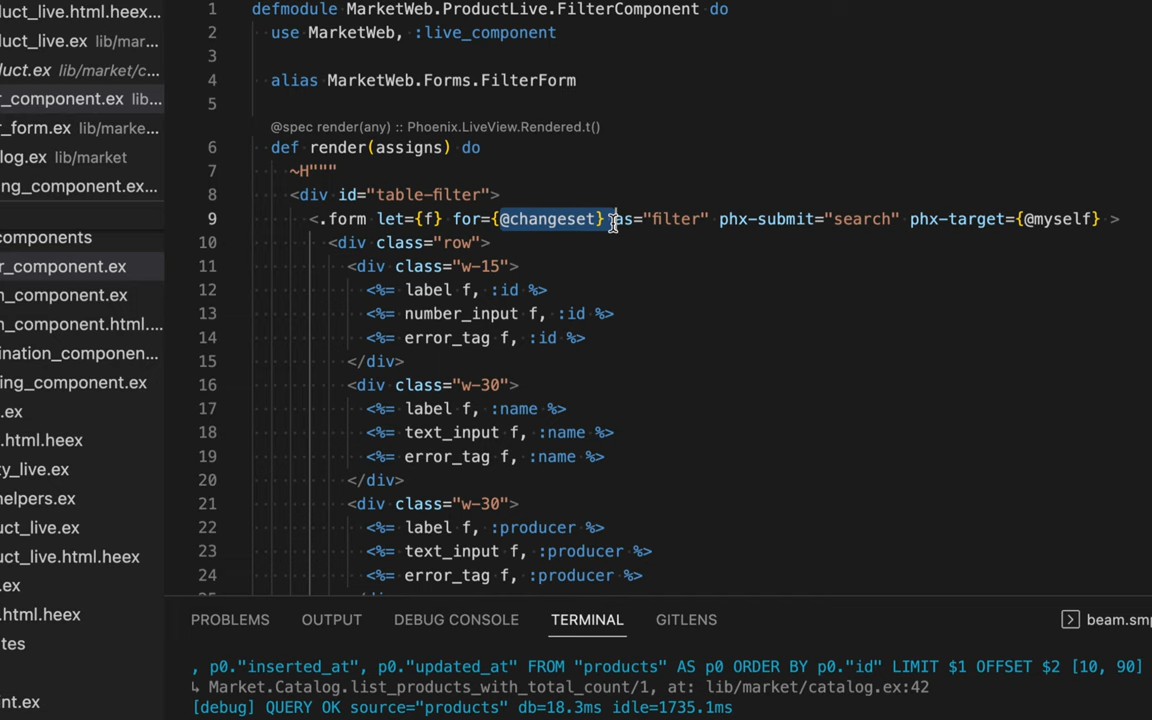 uct_live.html.heex...
duct_live.ex lib/mar...
duct.ex lib/market/c...
r_component.ex lib...
r_form.ex lib/marke...
log.ex lib/market
ng_component.ex...
components
r_component.ex
n_component.ex
n_component.html....
ination_componen...
ing_component.ex
.ex
.html.heex
ty_live.ex
helpers.ex
uct_live.ex
uct_live.html.heex
.ex
.html.heex
tes
int.ex
1 defmodule MarketWeb.ProductLive.FilterComponent do
2 use MarketWeb, :live_component
3
4 alias MarketWeb.Forms.FilterForm
5
@spec render(any) :: Phoenix.LiveView.Rendered.t()
6 def render(assigns) do
7 ~H"""
8 <div id="table-filter">
9 <.form let={f} for={@changeset} as="filter" phx-submit="search" phx-target={@myself} >
10 <div class="row">
11 <div class="w-15">
12 <%= label f, :id %>
13 <%= number_input f, :id %>
14 <%= error_tag f, :id %>
15 </div>
16 <div class="w-30">
17 <%= label f, :name %>
18 <%= text_input f, :name %>
19 <%= error_tag f, :name %>
20 </div>
21 <div class="w-30">
22 <%= label f, :producer %>
23 <%= text_input f, :producer %>
24 <%= error_tag f, :producer %>
PROBLEMS OUTPUT DEBUG CONSOLE TERMINAL GITLENS beam.smp
, p0."inserted_at", p0."updated_at" FROM "products" AS p0 ORDER BY p0."id" LIMIT $1 OFFSET $2 [10, 90]
↳ Market.Catalog.list_products_with_total_count/1, at: lib/market/catalog.ex:42
[debug] QUERY OK source="products" db=18.3ms idle=1735.1ms